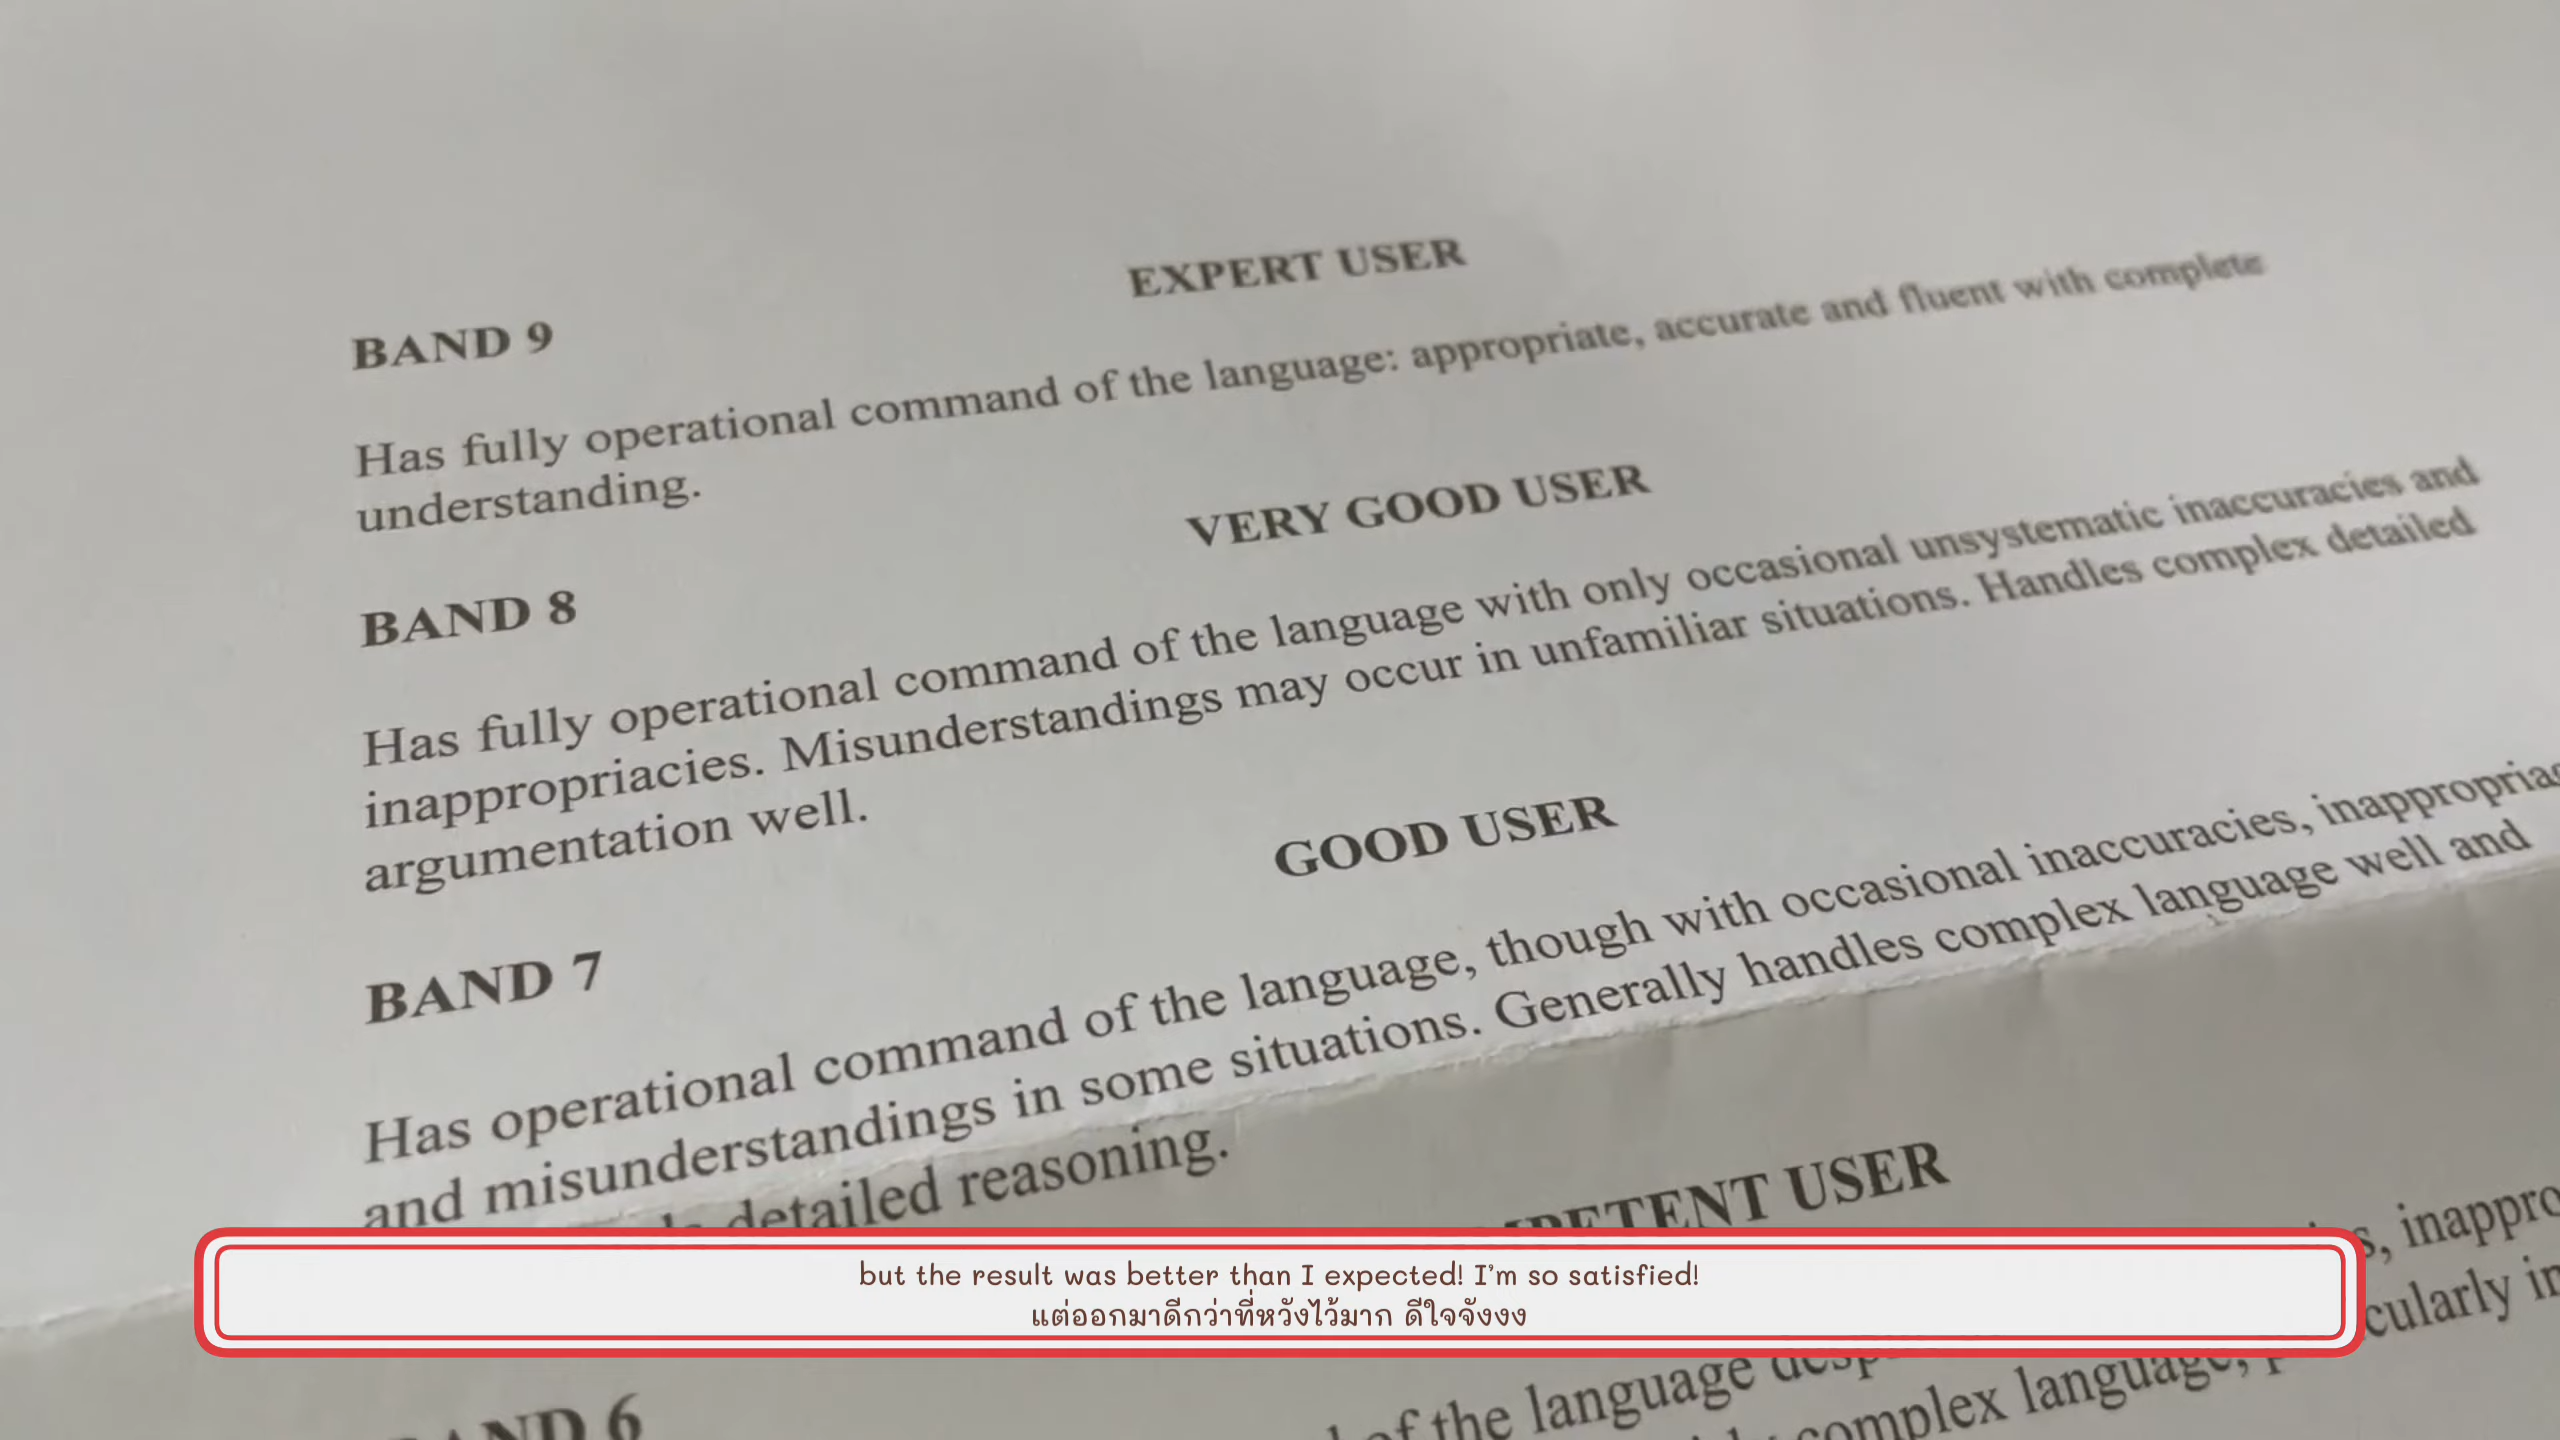 EXPERT USER
BAND 9
Has fully operational command of the language: appropriate, accurate and fluent with complete
understanding.
VERY GOOD USER
BAND 8
Has fully operational command of the language with only occasional unsystematic inaccuracies and
inappropriacies. Misunderstandings may occur in unfamiliar situations. Handles complex detailed
argumentation well.
GOOD USER
BAND 7
Has operational command of the language, though with occasional inaccuracies, inappropriac
and misunderstandings in some situations. Generally handles complex language well and
detailed reasoning.
PETENT USER
s, inappro
cularly in
but the result was better than I expected! I'm so satisfied!
แต่ออกมาดีกว่าที่หวังไว้มาก ดีใจจังงง
BAND 6
of the language
complex language,